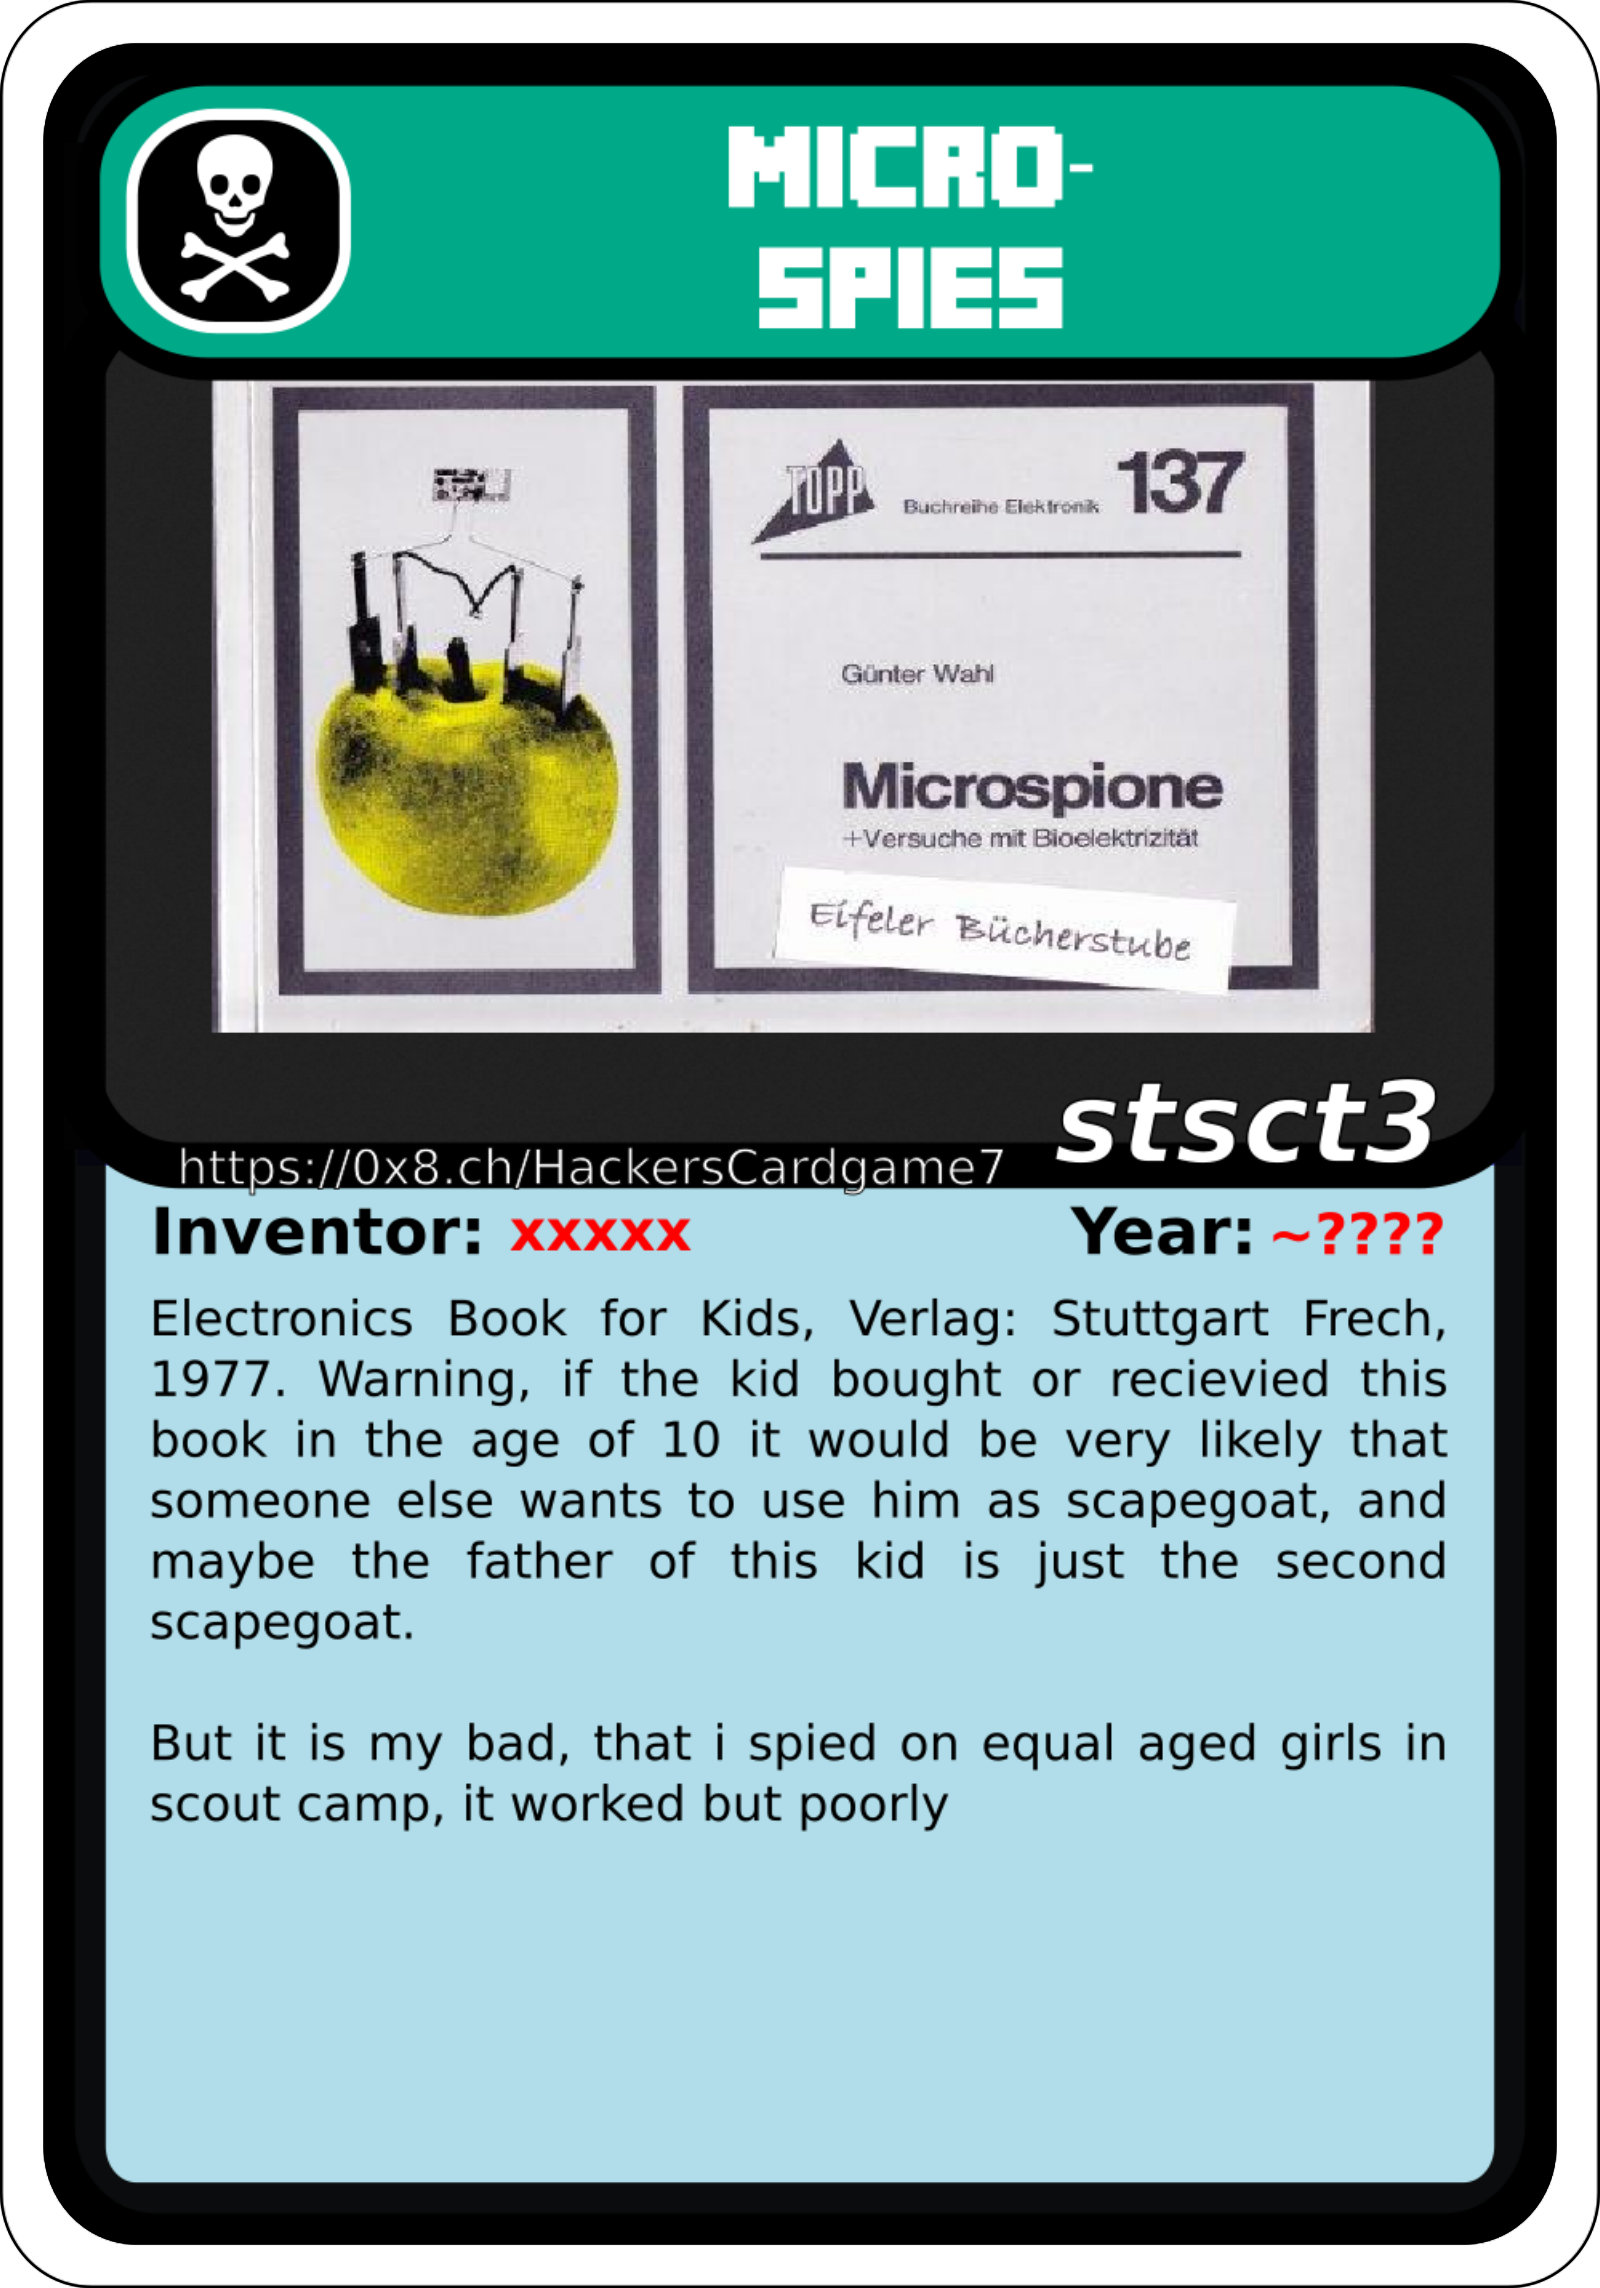 MICRO-
SPIES
TOPP
Buchreihe Elektronik 137
Günter Wahl
Microspione
+Versuche mit Bioelektrizität
Eifeler Bücherstube
stsct3
https://0x8.ch/HackersCardgame7
Inventor: xxxxx Year: ~????
Electronics Book for Kids, Verlag: Stuttgart Frech,
1977. Warning, if the kid bought or recievied this
book in the age of 10 it would be very likely that
someone else wants to use him as scapegoat, and
maybe the father of this kid is just the second
scapegoat.
But it is my bad, that i spied on equal aged girls in
scout camp, it worked but poorly